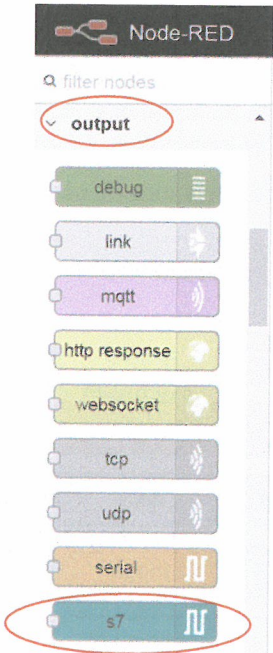 Node-RED
filter nodes
output
debug
link
mqtt
http response
websocket
tcp
udp
serial
s7